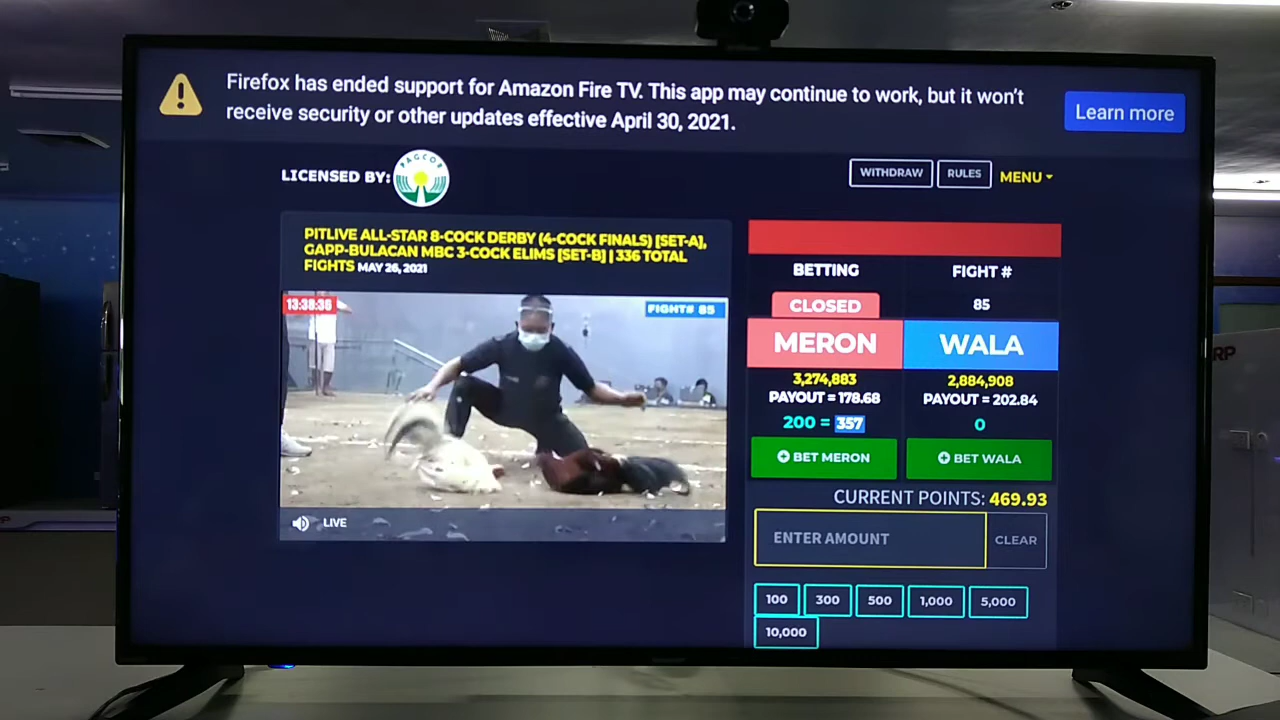 Firefox has ended support for Amazon Fire TV. This app may continue to work, but it won't
receive security or other updates effective April 30, 2021.
Learn more
LICENSED BY:
PAGCOR
WITHDRAW
RULES
MENU
PITLIVE ALL-STAR 8-COCK DERBY (4-COCK FINALS) [SET-A],
GAPP-BULACAN MBC 3-COCK ELIMS [SET-B] | 336 TOTAL
FIGHTS MAY 26, 2021
13:38:36
FIGHT# 85
LIVE
BETTING
FIGHT #
CLOSED
85
MERON
WALA
3,274,883
2,884,908
PAYOUT = 178.68
PAYOUT = 202.84
200 = 357
0
BET MERON
BET WALA
CURRENT POINTS: 469.93
ENTER AMOUNT
CLEAR
100
300
500
1,000
5,000
10,000
RP